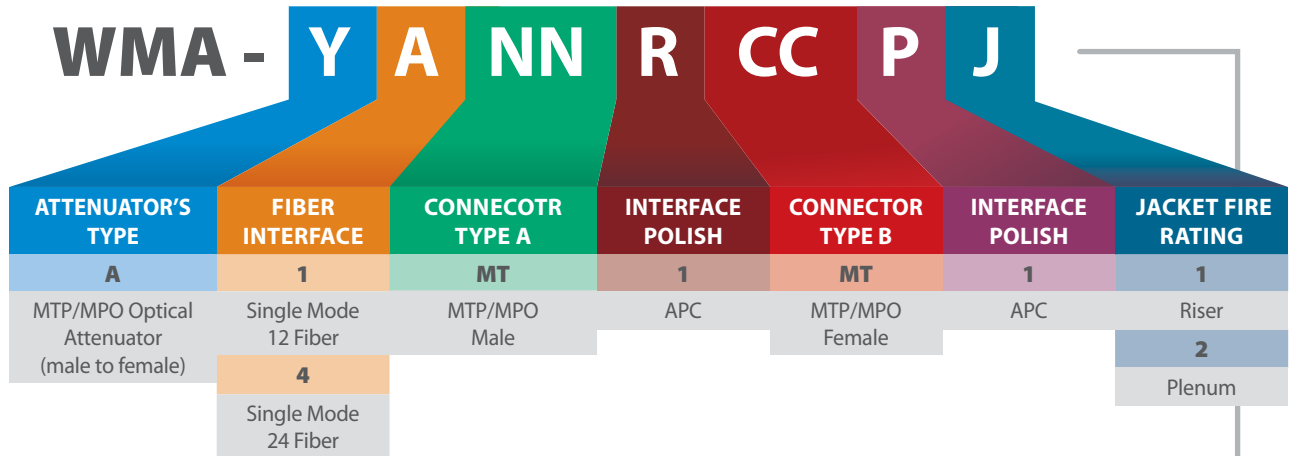 WMA - Y A NN R CC P J
ATTENUATOR'S TYPE
FIBER INTERFACE
CONNECOTR TYPE A
INTERFACE POLISH
CONNECTOR TYPE B
INTERFACE POLISH
JACKET FIRE RATING
A
1
MT
1
MT
1
1
MTP/MPO Optical
Attenuator
(male to female)
Single Mode
12 Fiber
MTP/MPO
Male
APC
MTP/MPO
Female
APC
Riser
4
2
Single Mode
24 Fiber
Plenum